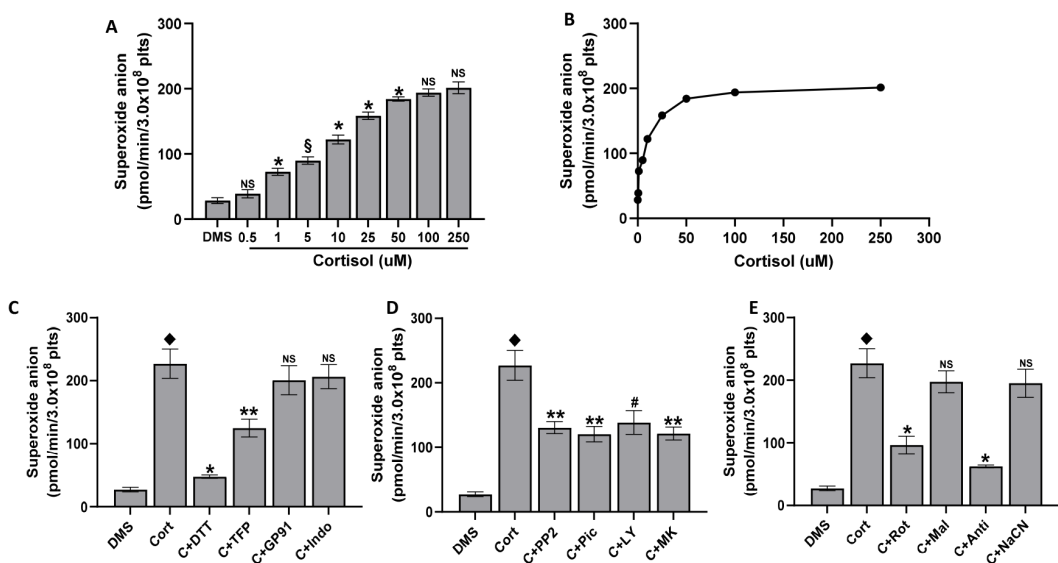 A
Superoxide anion
(pmol/min/3.0x10⁸ plts)
300
200
100
0
NS
*
§
*
*
*
NS
NS
DMS 0.5 1 5 10 25 50 100 250
Cortisol (uM)
B
Superoxide anion
(pmol/min/3.0x10⁸ plts)
300
200
100
0
0 50 100 150 200 250 300
Cortisol (uM)
C
Superoxide anion
(pmol/min/3.0x10⁸ plts)
300
200
100
0
◆
*
**
NS
NS
DMS
Cort
C+DTT
C+TFP
C+GP91
C+Indo
D
Superoxide anion
(pmol/min/3.0x10⁸ plts)
300
200
100
0
◆
**
**
#
**
DMS
Cort
C+PP2
C+Pic
C+LY
C+MK
E
Superoxide anion
(pmol/min/3.0x10⁸ plts)
300
200
100
0
◆
*
NS
*
NS
DMS
Cort
C+Rot
C+Mal
C+Anti
C+NaCN